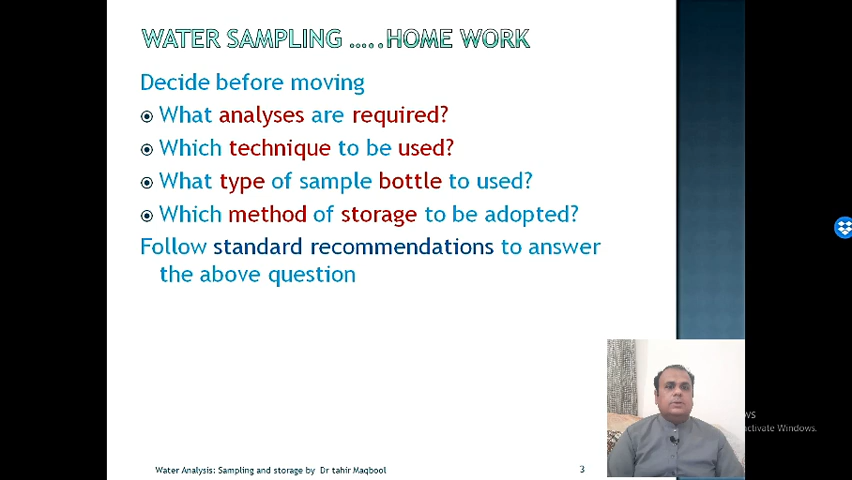 WATER SAMPLING .....HOME WORK
Decide before moving
What analyses are required?
Which technique to be used?
What type of sample bottle to used?
Which method of storage to be adopted?
Follow standard recommendations to answer
the above question
Water Analysis: Sampling and storage by Dr tahir Maqbool
3
ws
activate Windows.